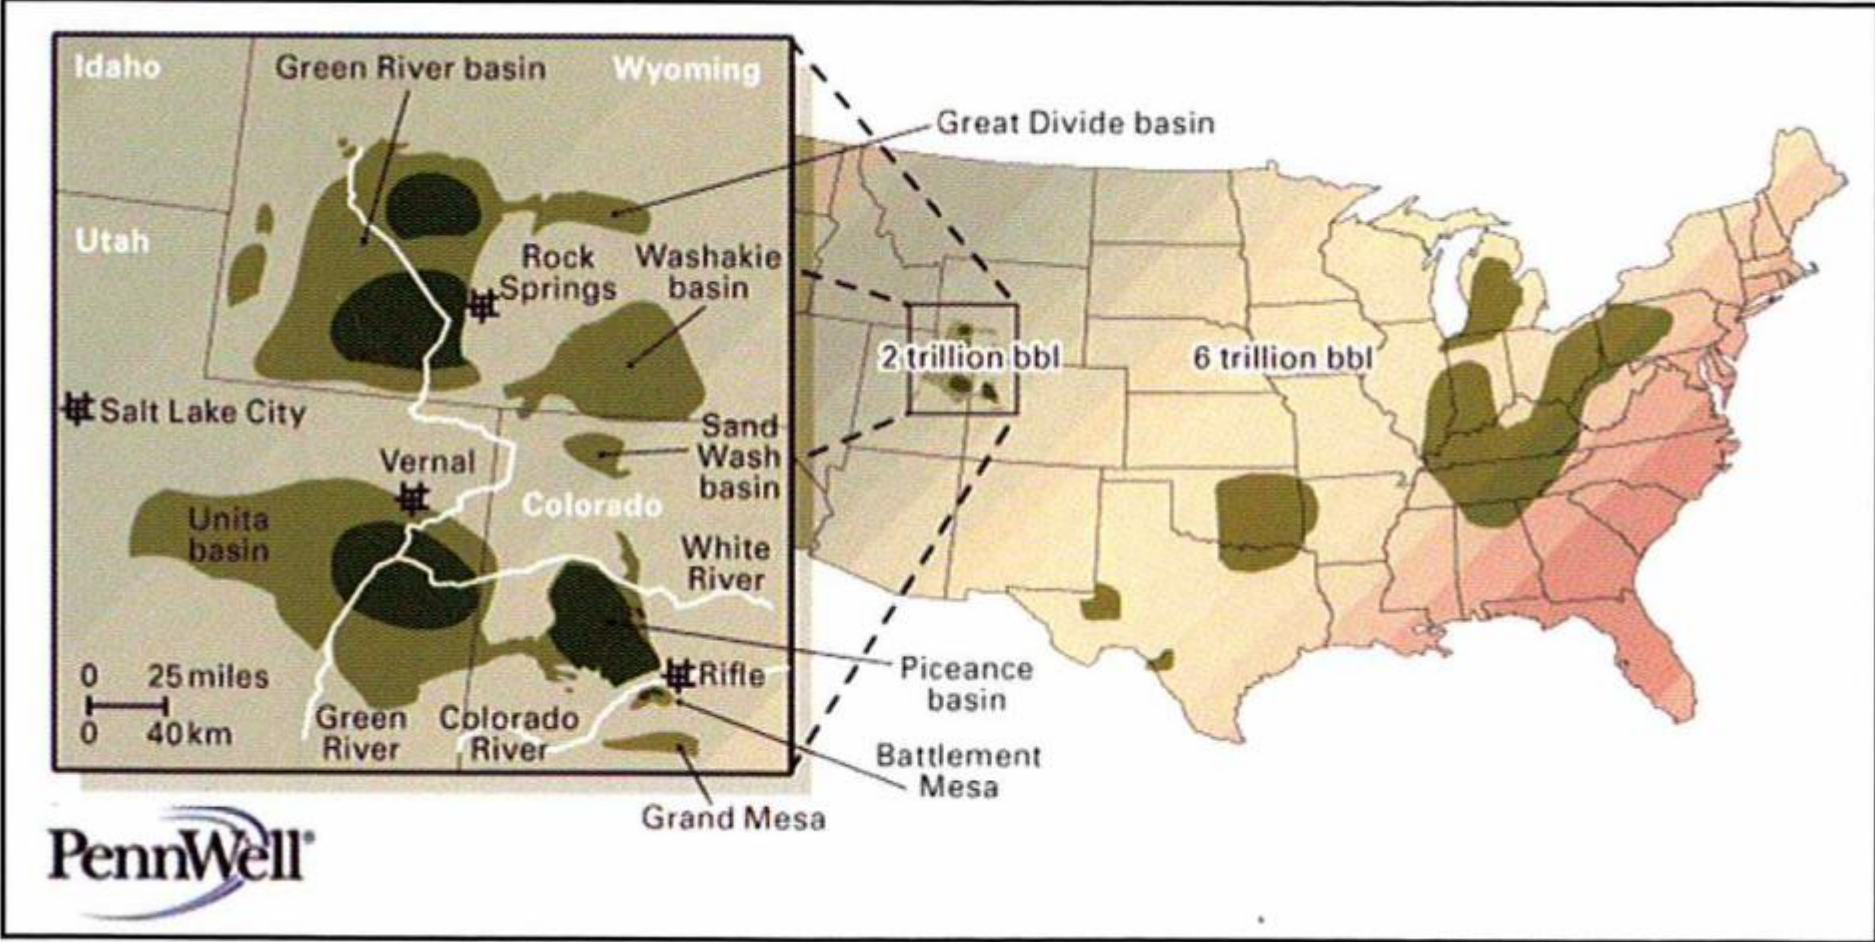 Idaho
Green River basin
Wyoming
Great Divide basin
Utah
Rock
Springs
Washakie
basin
2 trillion bbl
6 trillion bbl
Salt Lake City
Sand
Wash
basin
Vernal
Colorado
Unita
basin
White
River
Piceance
basin
Rifle
0 25 miles
0 40 km
Green
River
Colorado
River
Battlement
Mesa
Grand Mesa
PennWell®